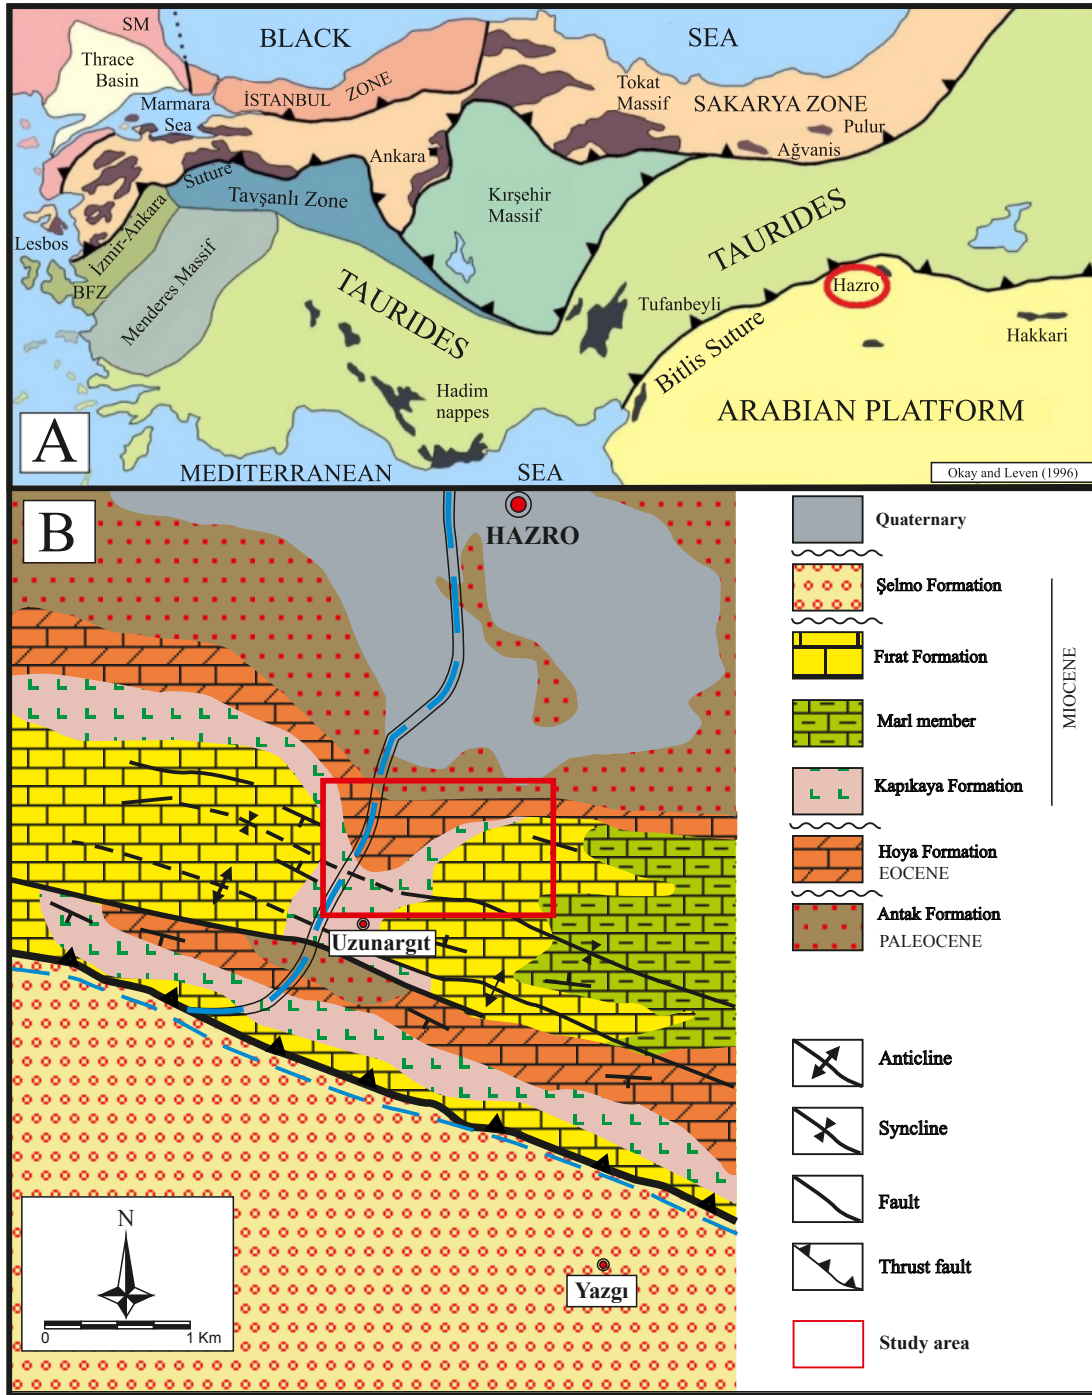 SM
BLACK
SEA
Thrace
Basin
Marmara
Sea
İSTANBUL
ZONE
Tokat
Massif
SAKARYA ZONE
Pulur
Ağvanis
Ankara
Suture
Tavşanlı Zone
Kırşehir
Massif
Lesbos
İzmir-Ankara
BFZ
Menderes Massif
TAURIDES
TAURIDES
Hazro
Tufanbeyli
Bitlis Suture
Hakkari
Hadim
nappes
ARABIAN PLATFORM
A
MEDITERRANEAN
SEA
Okay and Leven (1996)
B
HAZRO
Uzunargıt
Yazgı
N
0
1 Km
Quaternary
Şelmo Formation
Fırat Formation
Marl member
Kapıkaya Formation
MIOCENE
Hoya Formation
EOCENE
Antak Formation
PALEOCENE
Anticline
Syncline
Fault
Thrust fault
Study area